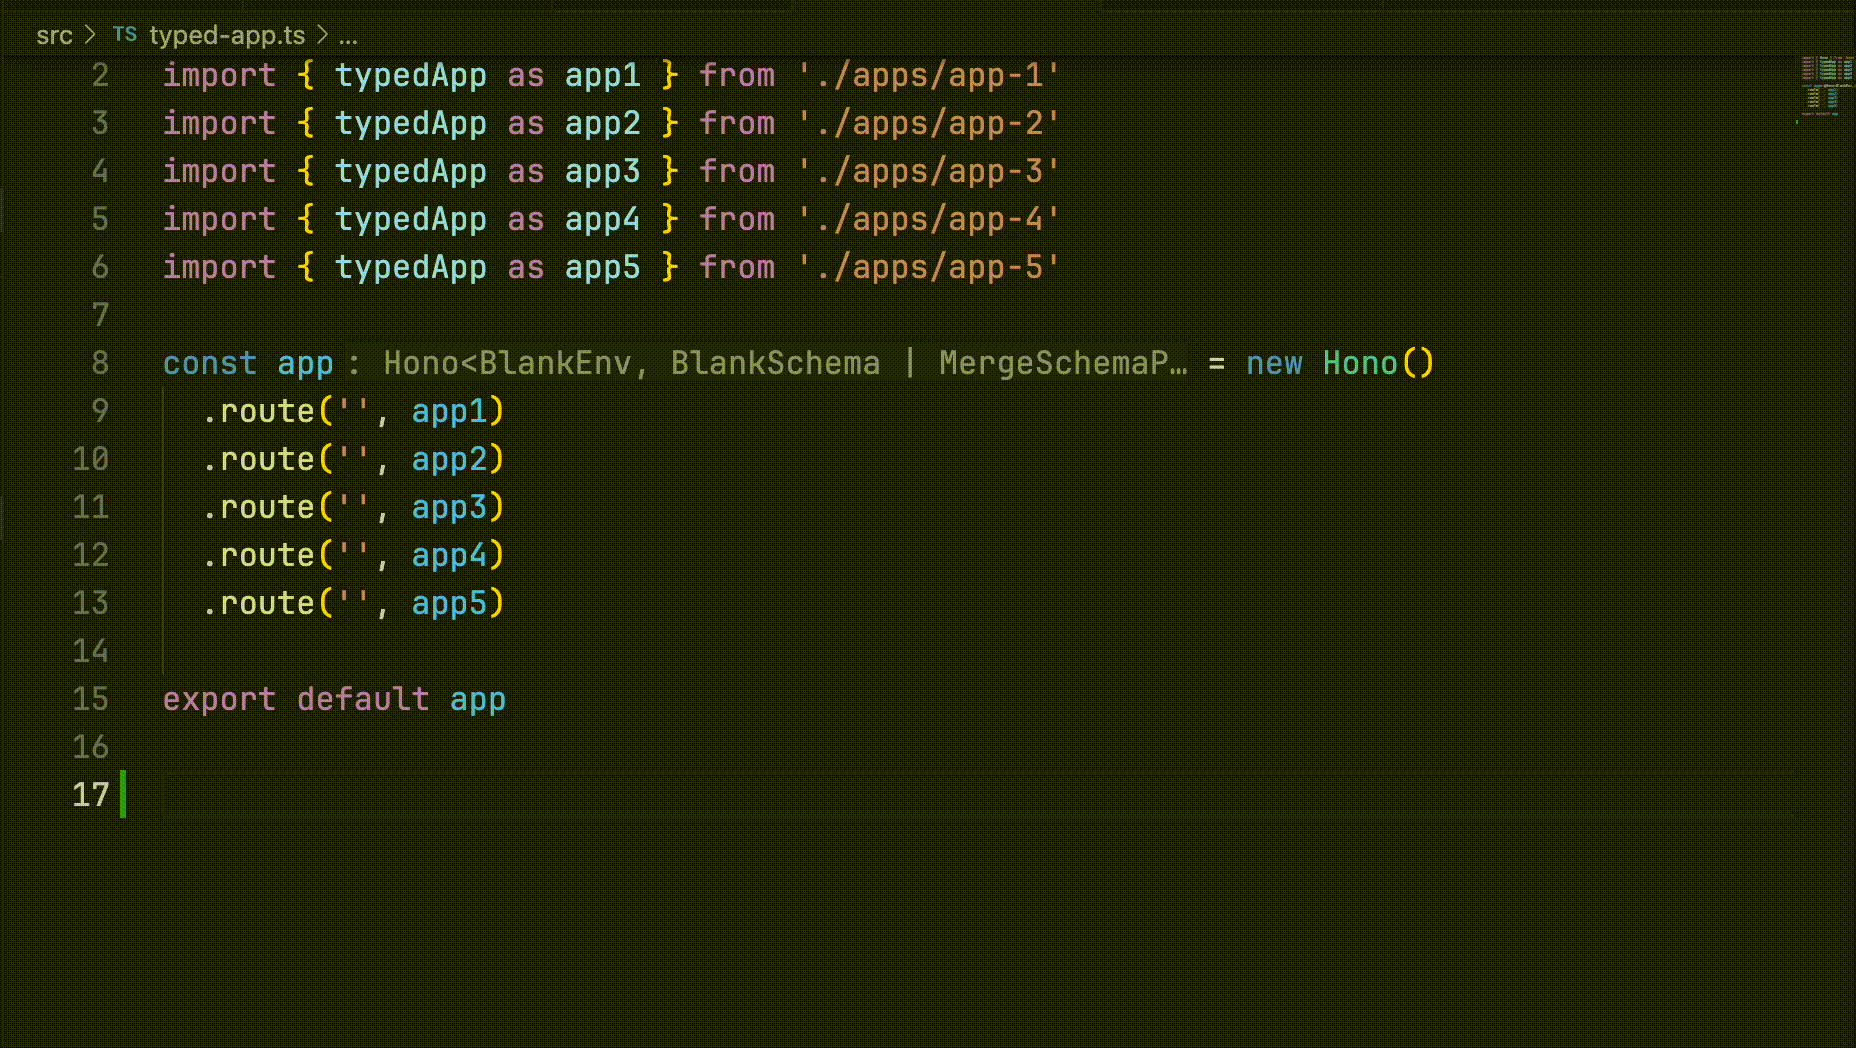 src > TS typed-app.ts > ...
2 import { typedApp as app1 } from './apps/app-1'
3 import { typedApp as app2 } from './apps/app-2'
4 import { typedApp as app3 } from './apps/app-3'
5 import { typedApp as app4 } from './apps/app-4'
6 import { typedApp as app5 } from './apps/app-5'
7
8 const app: Hono<BlankEnv, BlankSchema | MergeSchemaP… = new Hono()
9 .route('', app1)
10 .route('', app2)
11 .route('', app3)
12 .route('', app4)
13 .route('', app5)
14
15 export default app
16
17